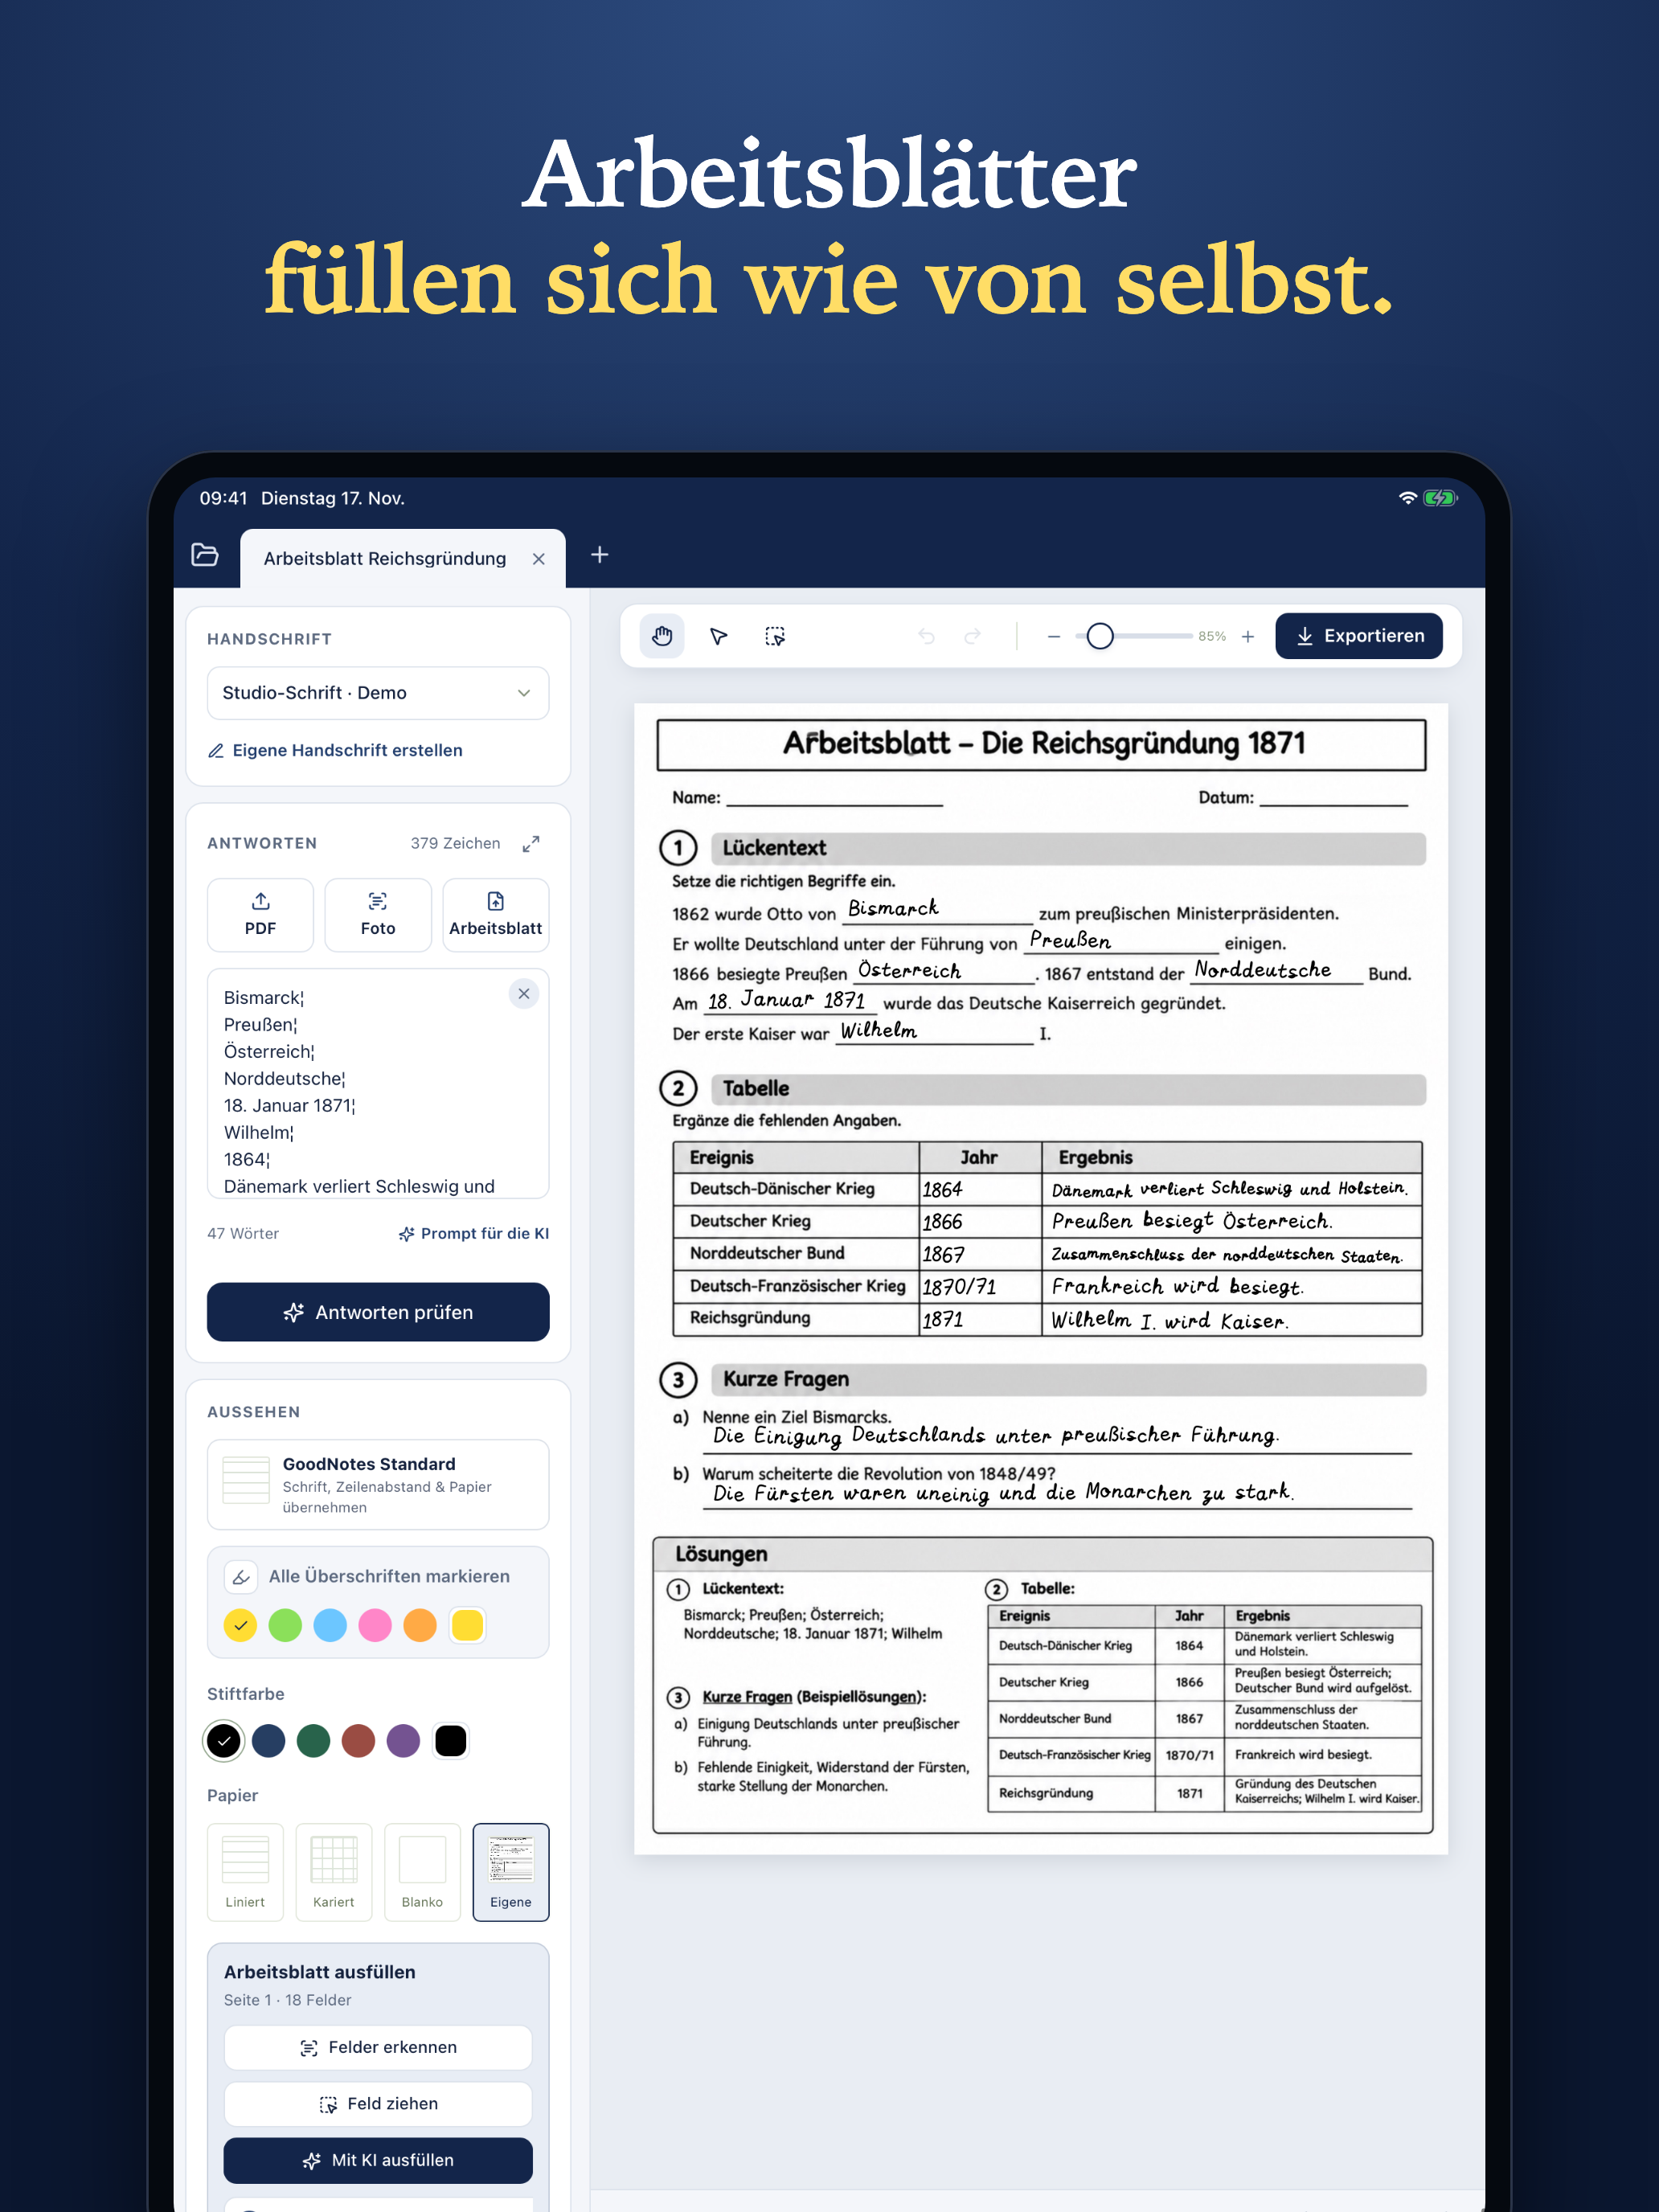 Arbeitsblätter
füllen sich wie von selbst.
09:41 Dienstag 17. Nov.
Arbeitsblatt Reichsgründung
HANDSCHRIFT
Studio-Schrift · Demo
Eigene Handschrift erstellen
ANTWORTEN 379 Zeichen
PDF Foto Arbeitsblatt
Bismarck¦
Preußen¦
Österreich¦
Norddeutsche¦
18. Januar 1871¦
Wilhelm¦
1864¦
Dänemark verliert Schleswig und
47 Wörter Prompt für die KI
Antworten prüfen
AUSSEHEN
GoodNotes Standard
Schrift, Zeilenabstand & Papier
übernehmen
Alle Überschriften markieren
Stiftfarbe
Papier
Liniert Kariert Blanko Eigene
Arbeitsblatt ausfüllen
Seite 1 · 18 Felder
Felder erkennen
Feld ziehen
Mit KI ausfüllen
85% Exportieren
Arbeitsblatt – Die Reichsgründung 1871
Name: Datum:
1 Lückentext
Setze die richtigen Begriffe ein.
1862 wurde Otto von Bismarck zum preußischen Ministerpräsidenten.
Er wollte Deutschland unter der Führung von Preußen einigen.
1866 besiegte Preußen Österreich. 1867 entstand der Norddeutsche Bund.
Am 18. Januar 1871 wurde das Deutsche Kaiserreich gegründet.
Der erste Kaiser war Wilhelm I.
2 Tabelle
Ergänze die fehlenden Angaben.
Ereignis Jahr Ergebnis
Deutsch-Dänischer Krieg 1864 Dänemark verliert Schleswig und Holstein.
Deutscher Krieg 1866 Preußen besiegt Österreich.
Norddeutscher Bund 1867 Zusammenschluss der norddeutschen Staaten.
Deutsch-Französischer Krieg 1870/71 Frankreich wird besiegt.
Reichsgründung 1871 Wilhelm I. wird Kaiser.
3 Kurze Fragen
a) Nenne ein Ziel Bismarcks.
Die Einigung Deutschlands unter preußischer Führung.
b) Warum scheiterte die Revolution von 1848/49?
Die Fürsten waren uneinig und die Monarchen zu stark.
Lösungen
1 Lückentext:
Bismarck; Preußen; Österreich;
Norddeutsche; 18. Januar 1871; Wilhelm
3 Kurze Fragen (Beispiellösungen):
a) Einigung Deutschlands unter preußischer
Führung.
b) Fehlende Einigkeit, Widerstand der Fürsten,
starke Stellung der Monarchen.
2 Tabelle:
Ereignis Jahr Ergebnis
Deutsch-Dänischer Krieg 1864 Dänemark verliert Schleswig
und Holstein.
Deutscher Krieg 1866 Preußen besiegt Österreich;
Deutscher Bund wird aufgelöst.
Norddeutscher Bund 1867 Zusammenschluss der
norddeutschen Staaten.
Deutsch-Französischer Krieg 1870/71 Frankreich wird besiegt.
Reichsgründung 1871 Gründung des Deutschen
Kaiserreichs; Wilhelm I. wird Kaiser.